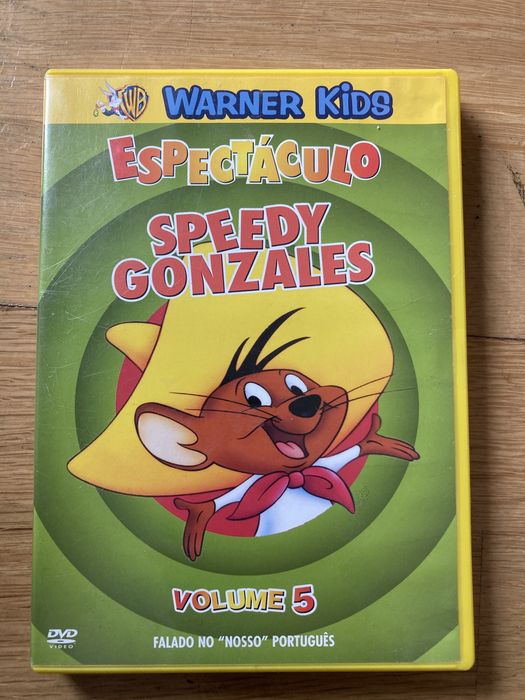 WB WARNER KIDS
ESPECTÁCULO
SPEEDY
GONZALES
VOLUME 5
DVD
VIDEO
FALADO NO "NOSSO" PORTUGUÊS